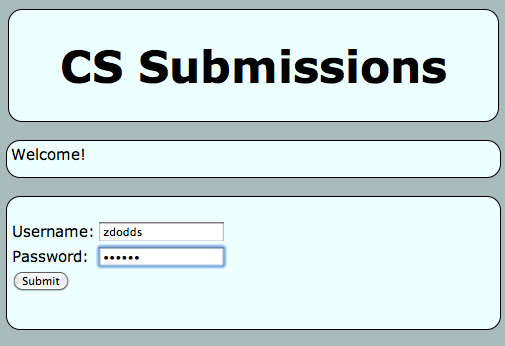 CS Submissions
Welcome!
Username: zdodds
Password: ••••••
Submit